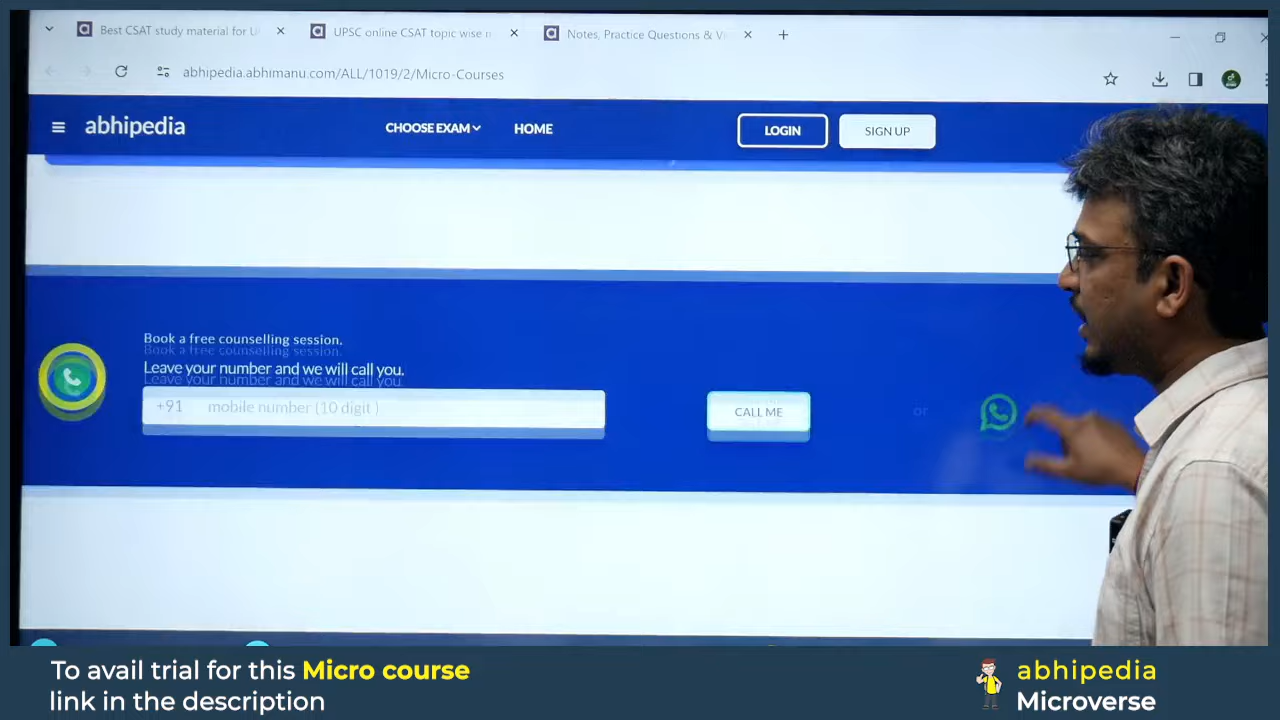 Best CSAT study material for U
UPSC online CSAT topic wise n
Notes, Practice Questions & Vi
abhipedia.abhimanu.com/ALL/1019/2/Micro-Courses
abhipedia
CHOOSE EXAM
HOME
LOGIN
SIGN UP
Book a free counselling session.
Leave your number and we will call you.
+91 mobile number (10 digit )
CALL ME
or
To avail trial for this Micro course
link in the description
abhipedia
Microverse